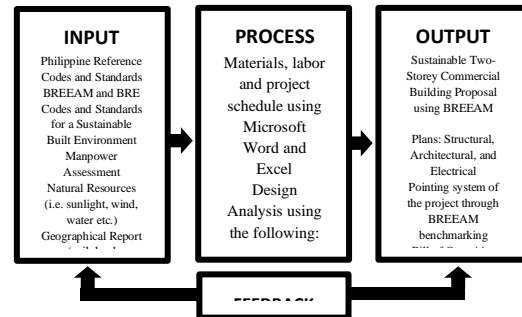 INPUT
Philippine Reference
Codes and Standards
BREEAM and BRE
Codes and Standards
for a Sustainable
Built Environment
Manpower
Assessment
Natural Resources
(i.e. sunlight, wind,
water etc.)
Geographical Report
PROCESS
Materials, labor
and project
schedule using
Microsoft
Word and
Excel
Design
Analysis using
the following:
OUTPUT
Sustainable Two-
Storey Commercial
Building Proposal
using BREEAM
Plans: Structural,
Architectural, and
Electrical
Pointing system of
the project through
BREEAM
benchmarking
FEEDBACK